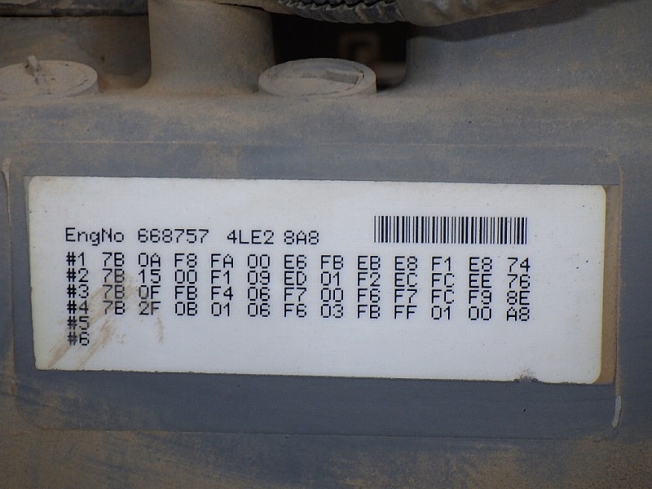 EngNo 668757 4LE2 8A8
#1 7B 0A F8 FA 00 E6 FB EB E8 F1 E8 74
#2 7B 15 00 F1 09 ED 01 F2 EC FC EE 76
#3 7B 0F FB F4 06 F7 00 F6 F7 FC F9 8E
#4 7B 2F 0B 01 06 F6 03 FB FF 01 00 A8
#5
#6